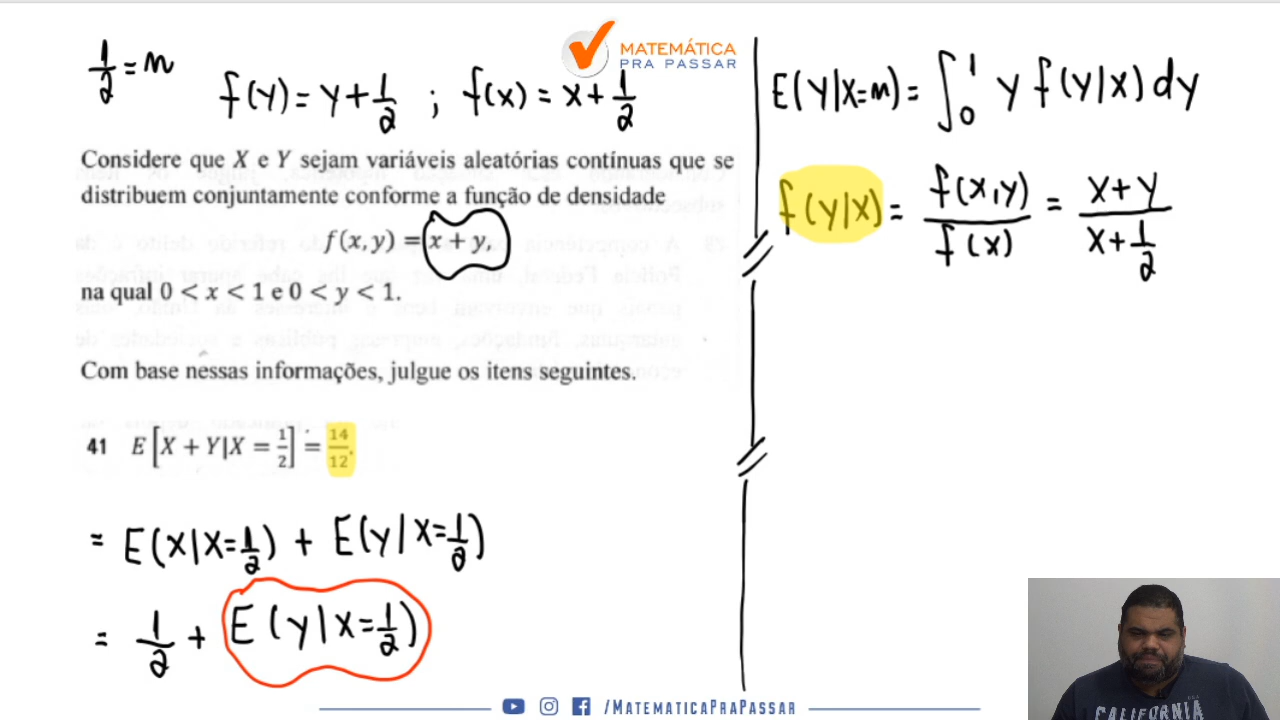 1/2 = m
MATEMÁTICA
PRA PASSAR
f(y) = y + 1/2 ; f(x) = x + 1/2
Considere que X e Y sejam variáveis aleatórias contínuas que se
distribuem conjuntamente conforme a função de densidade
f(x, y) = x + y,
na qual 0 < x < 1 e 0 < y < 1.
Com base nessas informações, julgue os itens seguintes.
41 E[X + Y|X = 1/2] = 14/12.
= E(X|X=1/2) + E(y|X=1/2)
= 1/2 + E(y|X=1/2)
E(Y|X=m) = ∫₀¹ y f(y|x) dy
f(y|x) = f(x,y)/f(x) = x+y/x+1/2
/MATEMATICAPRAPASSAR
CALIFORNIA